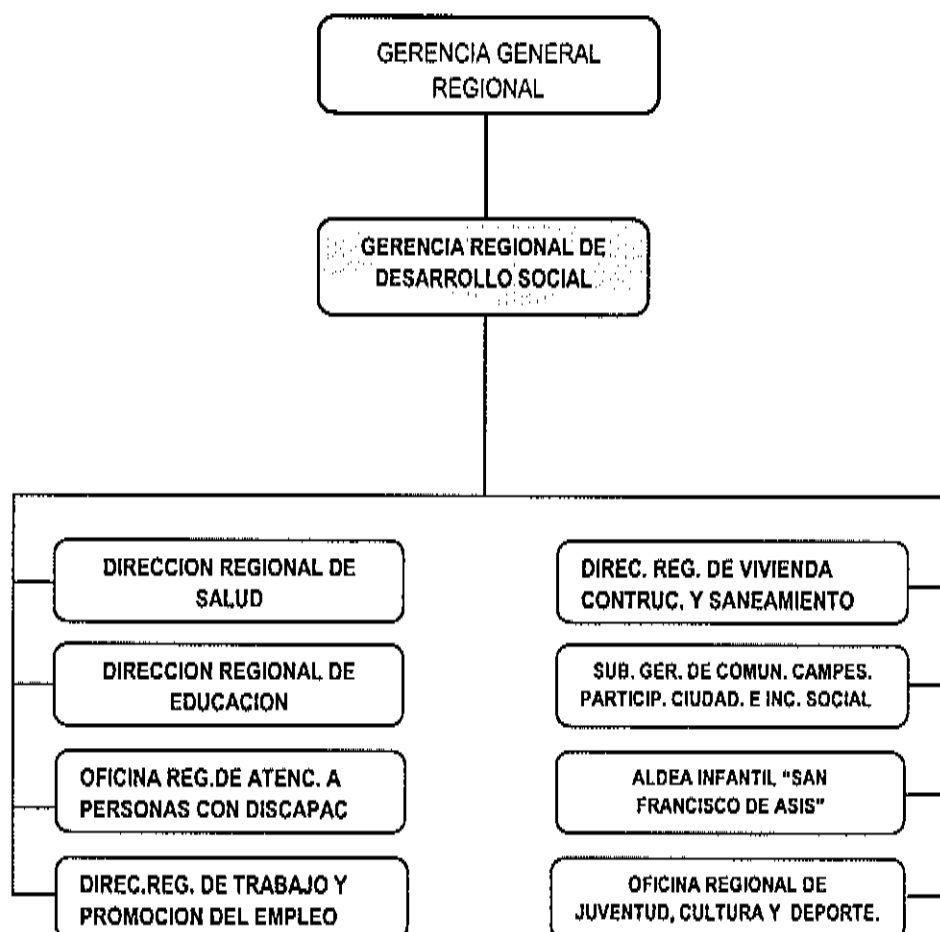 GERENCIA GENERAL
REGIONAL
GERENCIA REGIONAL DE
DESARROLLO SOCIAL
DIRECCION REGIONAL DE
SALUD
DIRECCION REGIONAL DE
EDUCACION
OFICINA REG.DE ATENC. A
PERSONAS CON DISCAPAC
DIREC.REG. DE TRABAJO Y
PROMOCION DEL EMPLEO
DIREC. REG. DE VIVIENDA
CONTRUC. Y SANEAMIENTO
SUB. GER. DE COMUN. CAMPES.
PARTICIP. CIUDAD. E INC. SOCIAL
ALDEA INFANTIL "SAN
FRANCISCO DE ASIS"
OFICINA REGIONAL DE
JUVENTUD, CULTURA Y DEPORTE.